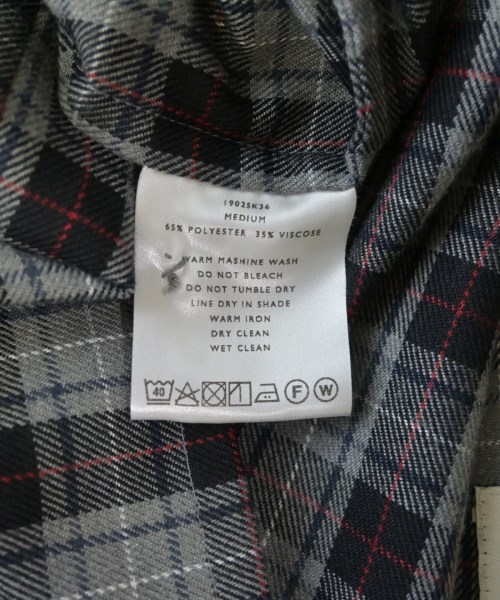 19025K36
MEDIUM
65% POLYESTER 35% VISCOSE
WARM MASHINE WASH
DO NOT BLEACH
DO NOT TUMBLE DRY
LINE DRY IN SHADE
WARM IRON
DRY CLEAN
WET CLEAN
40 F W